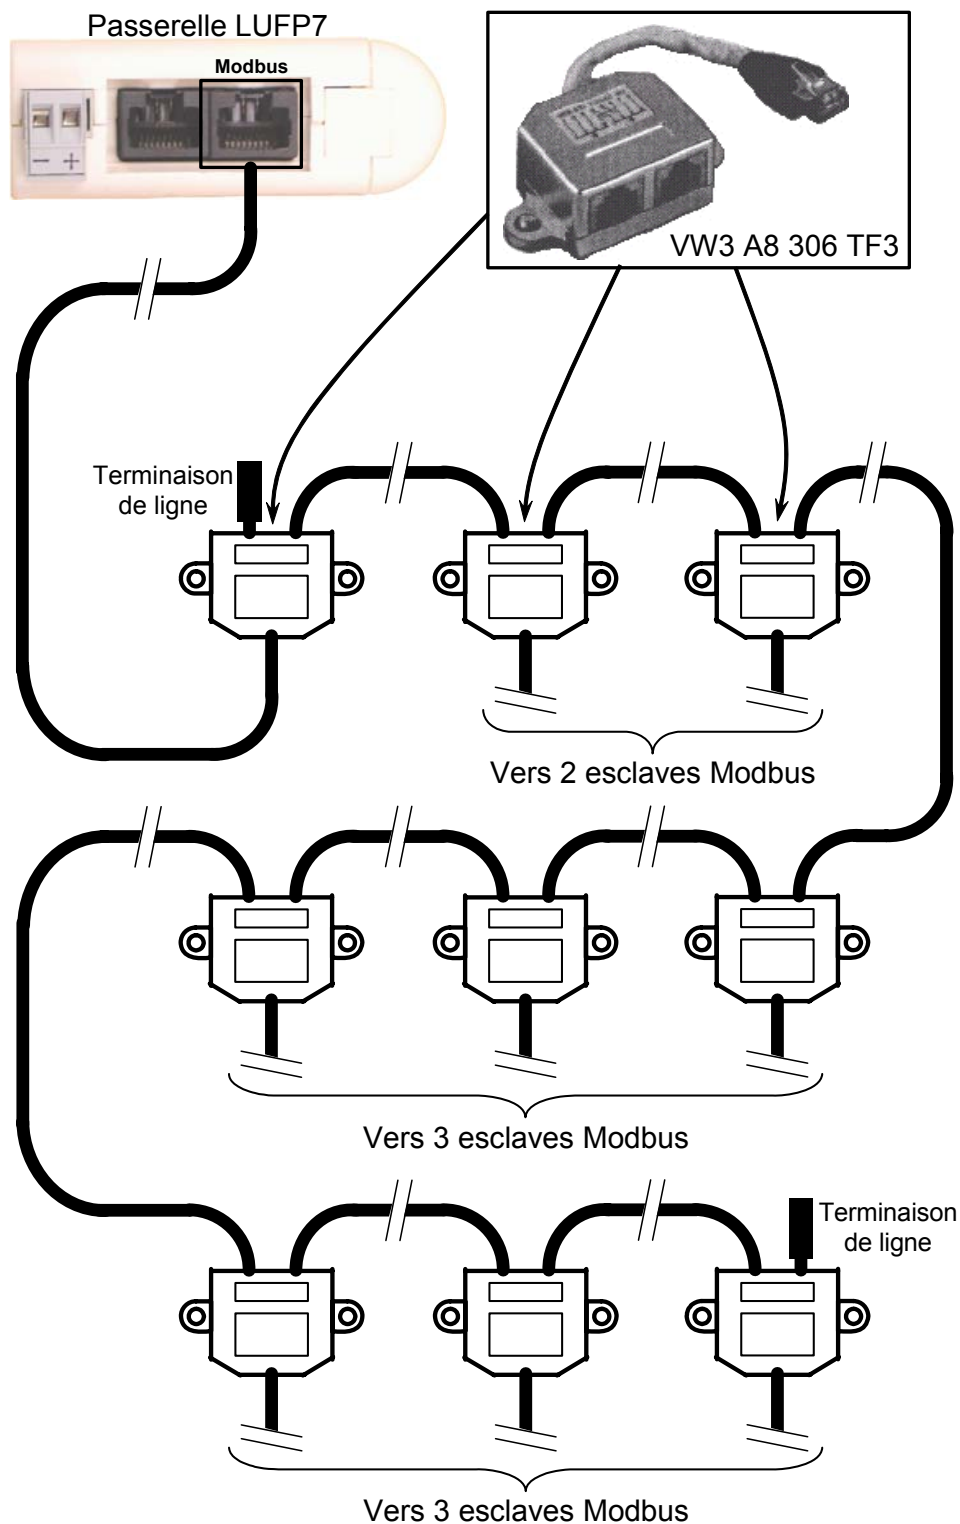 Passerelle LUFP7
Modbus
− +
VW3 A8 306 TF3
Terminaison
de ligne
Vers 2 esclaves Modbus
Vers 3 esclaves Modbus
Terminaison
de ligne
Vers 3 esclaves Modbus